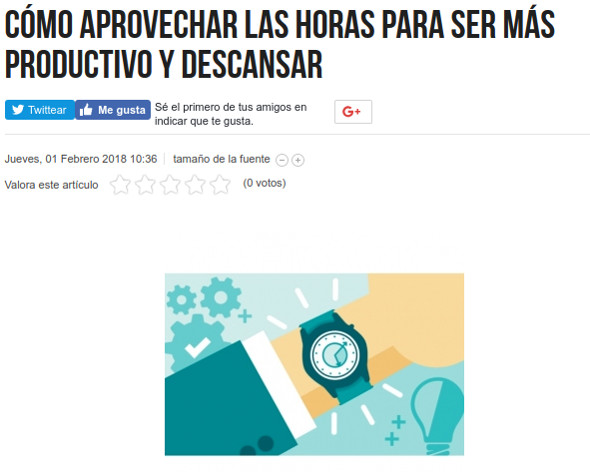 CÓMO APROVECHAR LAS HORAS PARA SER MÁS
PRODUCTIVO Y DESCANSAR
Twittear
Me gusta
Sé el primero de tus amigos en
indicar que te gusta.
G+
Jueves, 01 Febrero 2018 10:36
tamaño de la fuente
Valora este artículo
(0 votos)